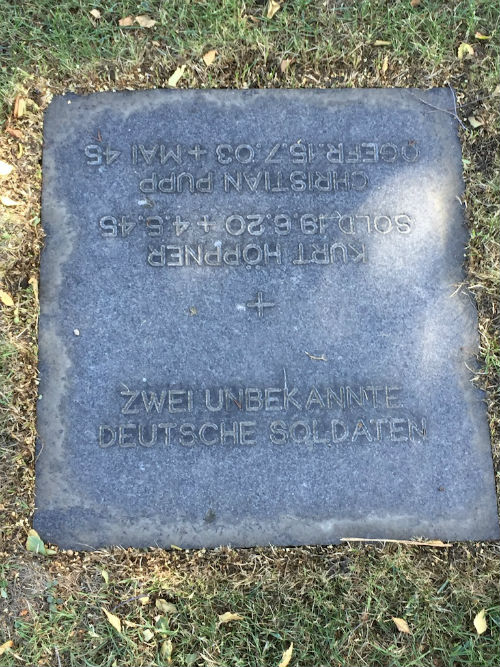 KURT HÖPPNER
SOLD. 19.6.20 + 4.5.45
CHRISTIAN PUPP
OGEFR. 15.7.03 + MAI 45
ZWEI UNBEKANNTE
DEUTSCHE SOLDATEN